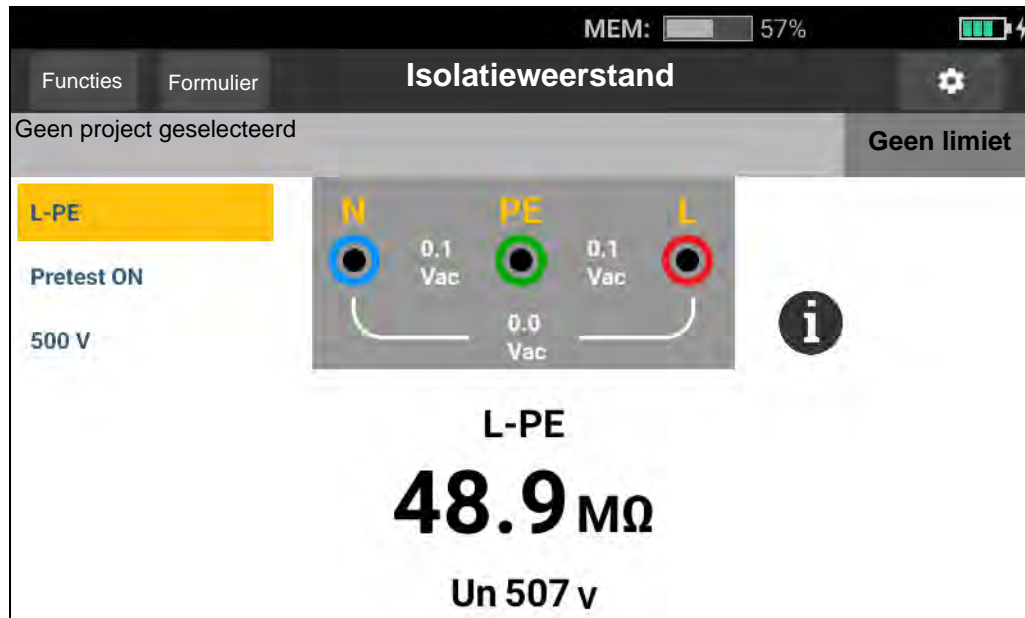 MEM: 57%
Functies Formulier Isolatieweerstand
Geen project geselecteerd
Geen limiet
L-PE
Pretest ON
500 V
N PE L
0.1 Vac
0.1 Vac
0.0 Vac
i
L-PE
48.9 MΩ
Un 507 V